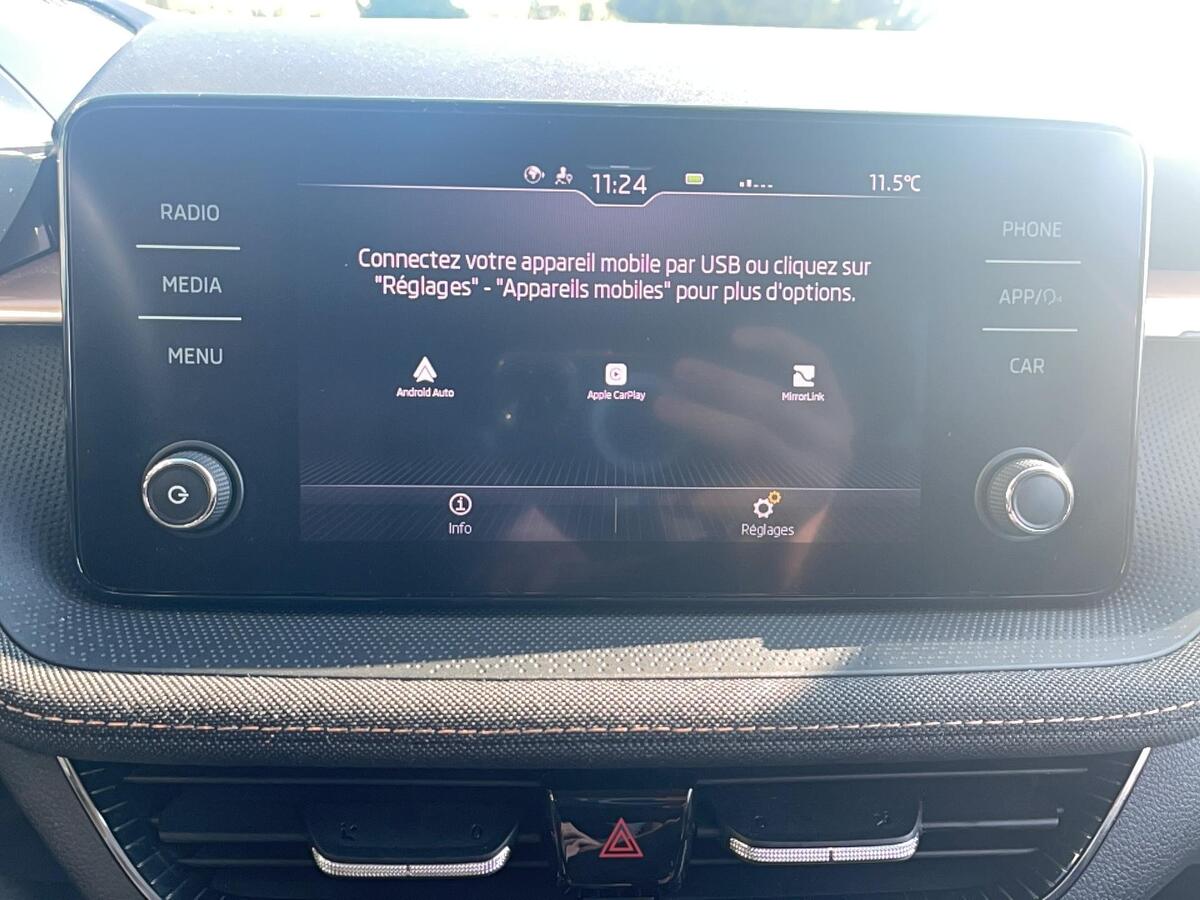 11:24
11.5°C
RADIO
MEDIA
MENU
Connectez votre appareil mobile par USB ou cliquez sur
"Réglages" - "Appareils mobiles" pour plus d'options.
Android Auto
Apple CarPlay
MirrorLink
Info
Réglages
PHONE
APP/
CAR